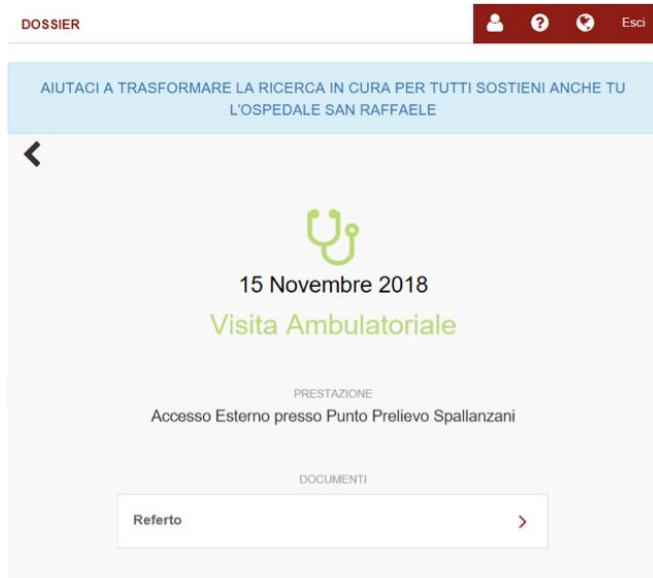 DOSSIER
Esci
AIUTACI A TRASFORMARE LA RICERCA IN CURA PER TUTTI SOSTIENI ANCHE TU
L'OSPEDALE SAN RAFFAELE
15 Novembre 2018
Visita Ambulatoriale
PRESTAZIONE
Accesso Esterno presso Punto Prelievo Spallanzani
DOCUMENTI
Referto